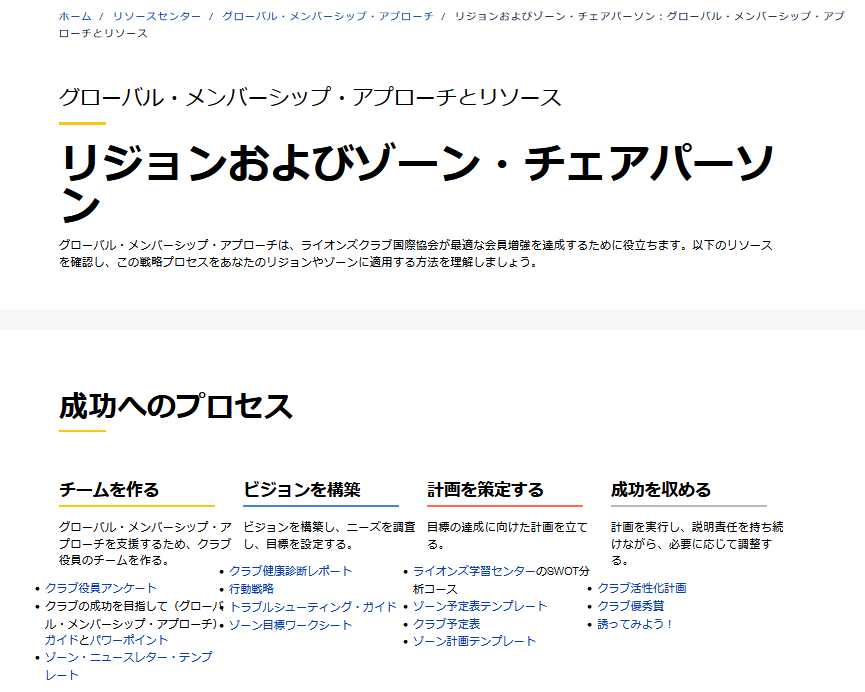 ホーム / リソースセンター / グローバル・メンバーシップ・アプローチ / リジョンおよびゾーン・チェアパーソン：グローバル・メンバーシップ・アプ
ローチとリソース
グローバル・メンバーシップ・アプローチとリソース
リジョンおよびゾーン・チェアパーソ
ン
グローバル・メンバーシップ・アプローチは、ライオンズクラブ国際協会が最適な会員増強を達成するために役立ちます。以下のリソース
を確認し、この戦略プロセスをあなたのリジョンやゾーンに適用する方法を理解しましょう。
成功へのプロセス
チームを作る
グローバル・メンバーシップ・ア
プローチを支援するため、クラブ
役員のチームを作る。
• クラブ役員アンケート
• クラブの成功を目指して（グローバ
ル・メンバーシップ・アプローチ）
ガイドとパワーポイント
• ゾーン・ニュースレター・テンプ
レート
ビジョンを構築
ビジョンを構築し、ニーズを調査
し、目標を設定する。
• クラブ健康診断レポート
• 行動戦略
• トラブルシューティング・ガイド
• ゾーン目標ワークシート
計画を策定する
目標の達成に向けた計画を立て
る。
• ライオンズ学習センターのSWOT分
析コース
• ゾーン予定表テンプレート
• クラブ予定表
• ゾーン計画テンプレート
成功を収める
計画を実行し、説明責任を持ち続
けながら、必要に応じて調整す
る。
• クラブ活性化計画
• クラブ優秀賞
• 誘ってみよう！